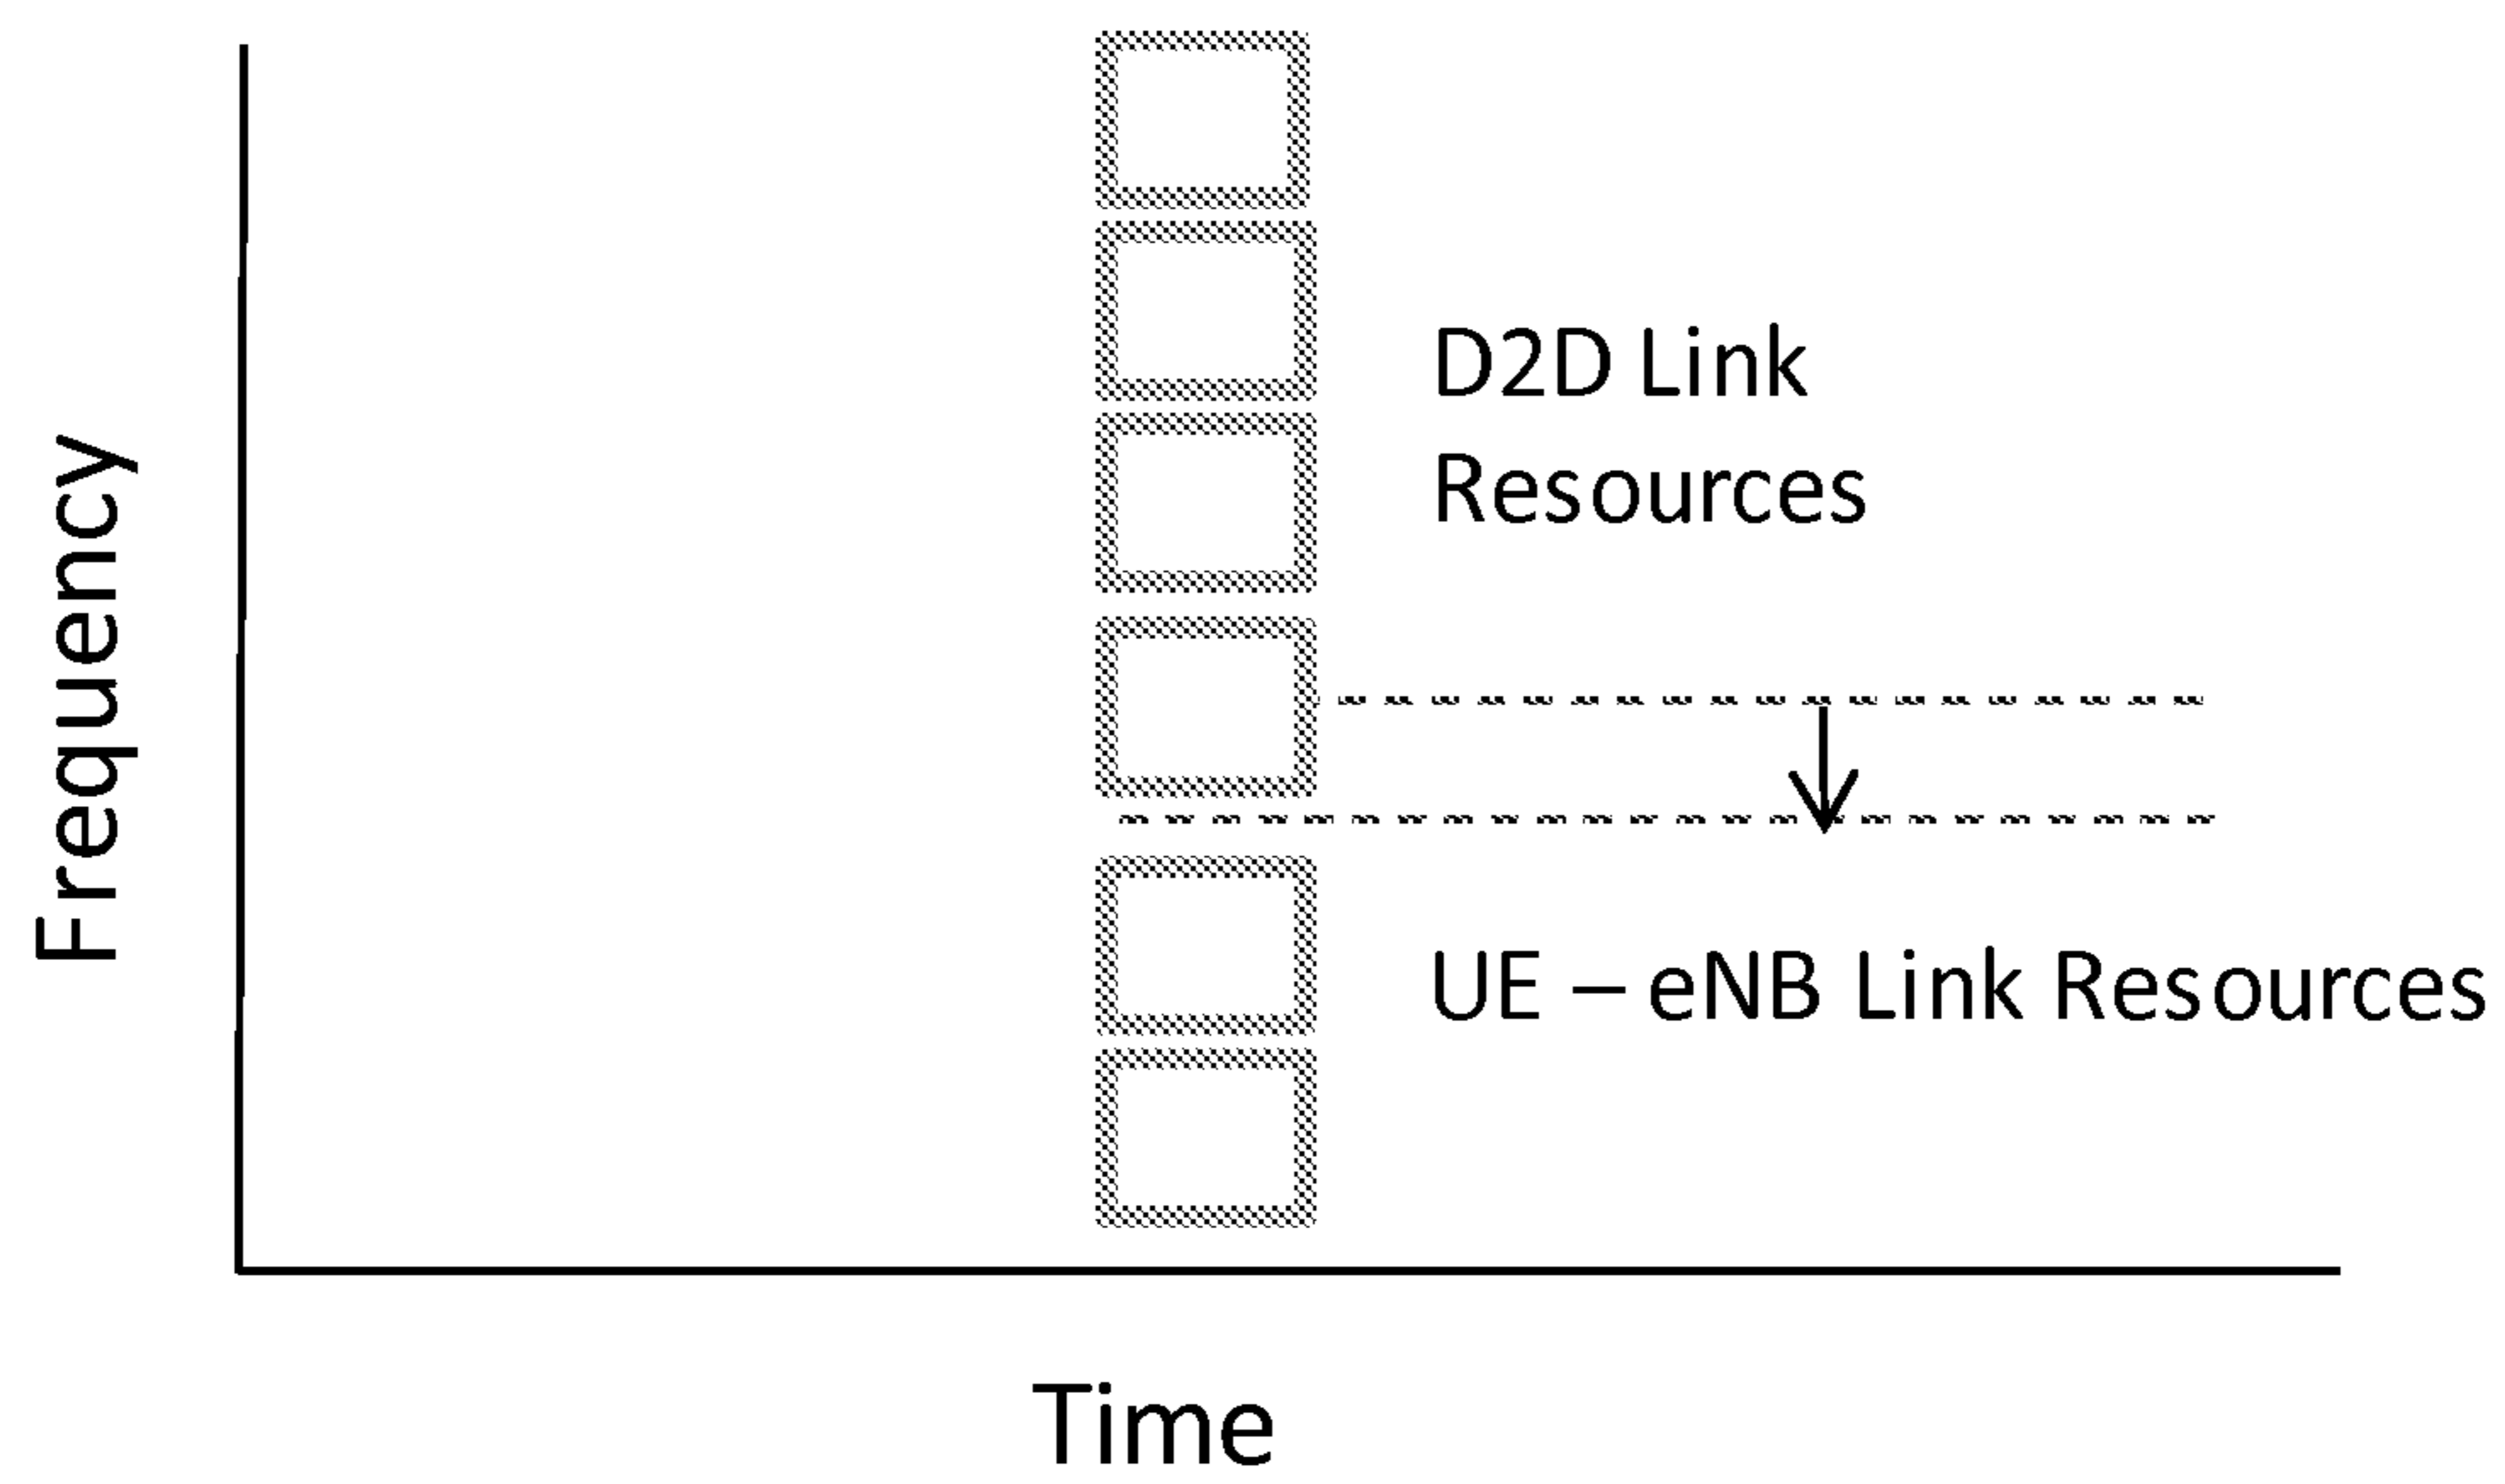 Frequency
D2D Link
Resources
UE – eNB Link Resources
Time